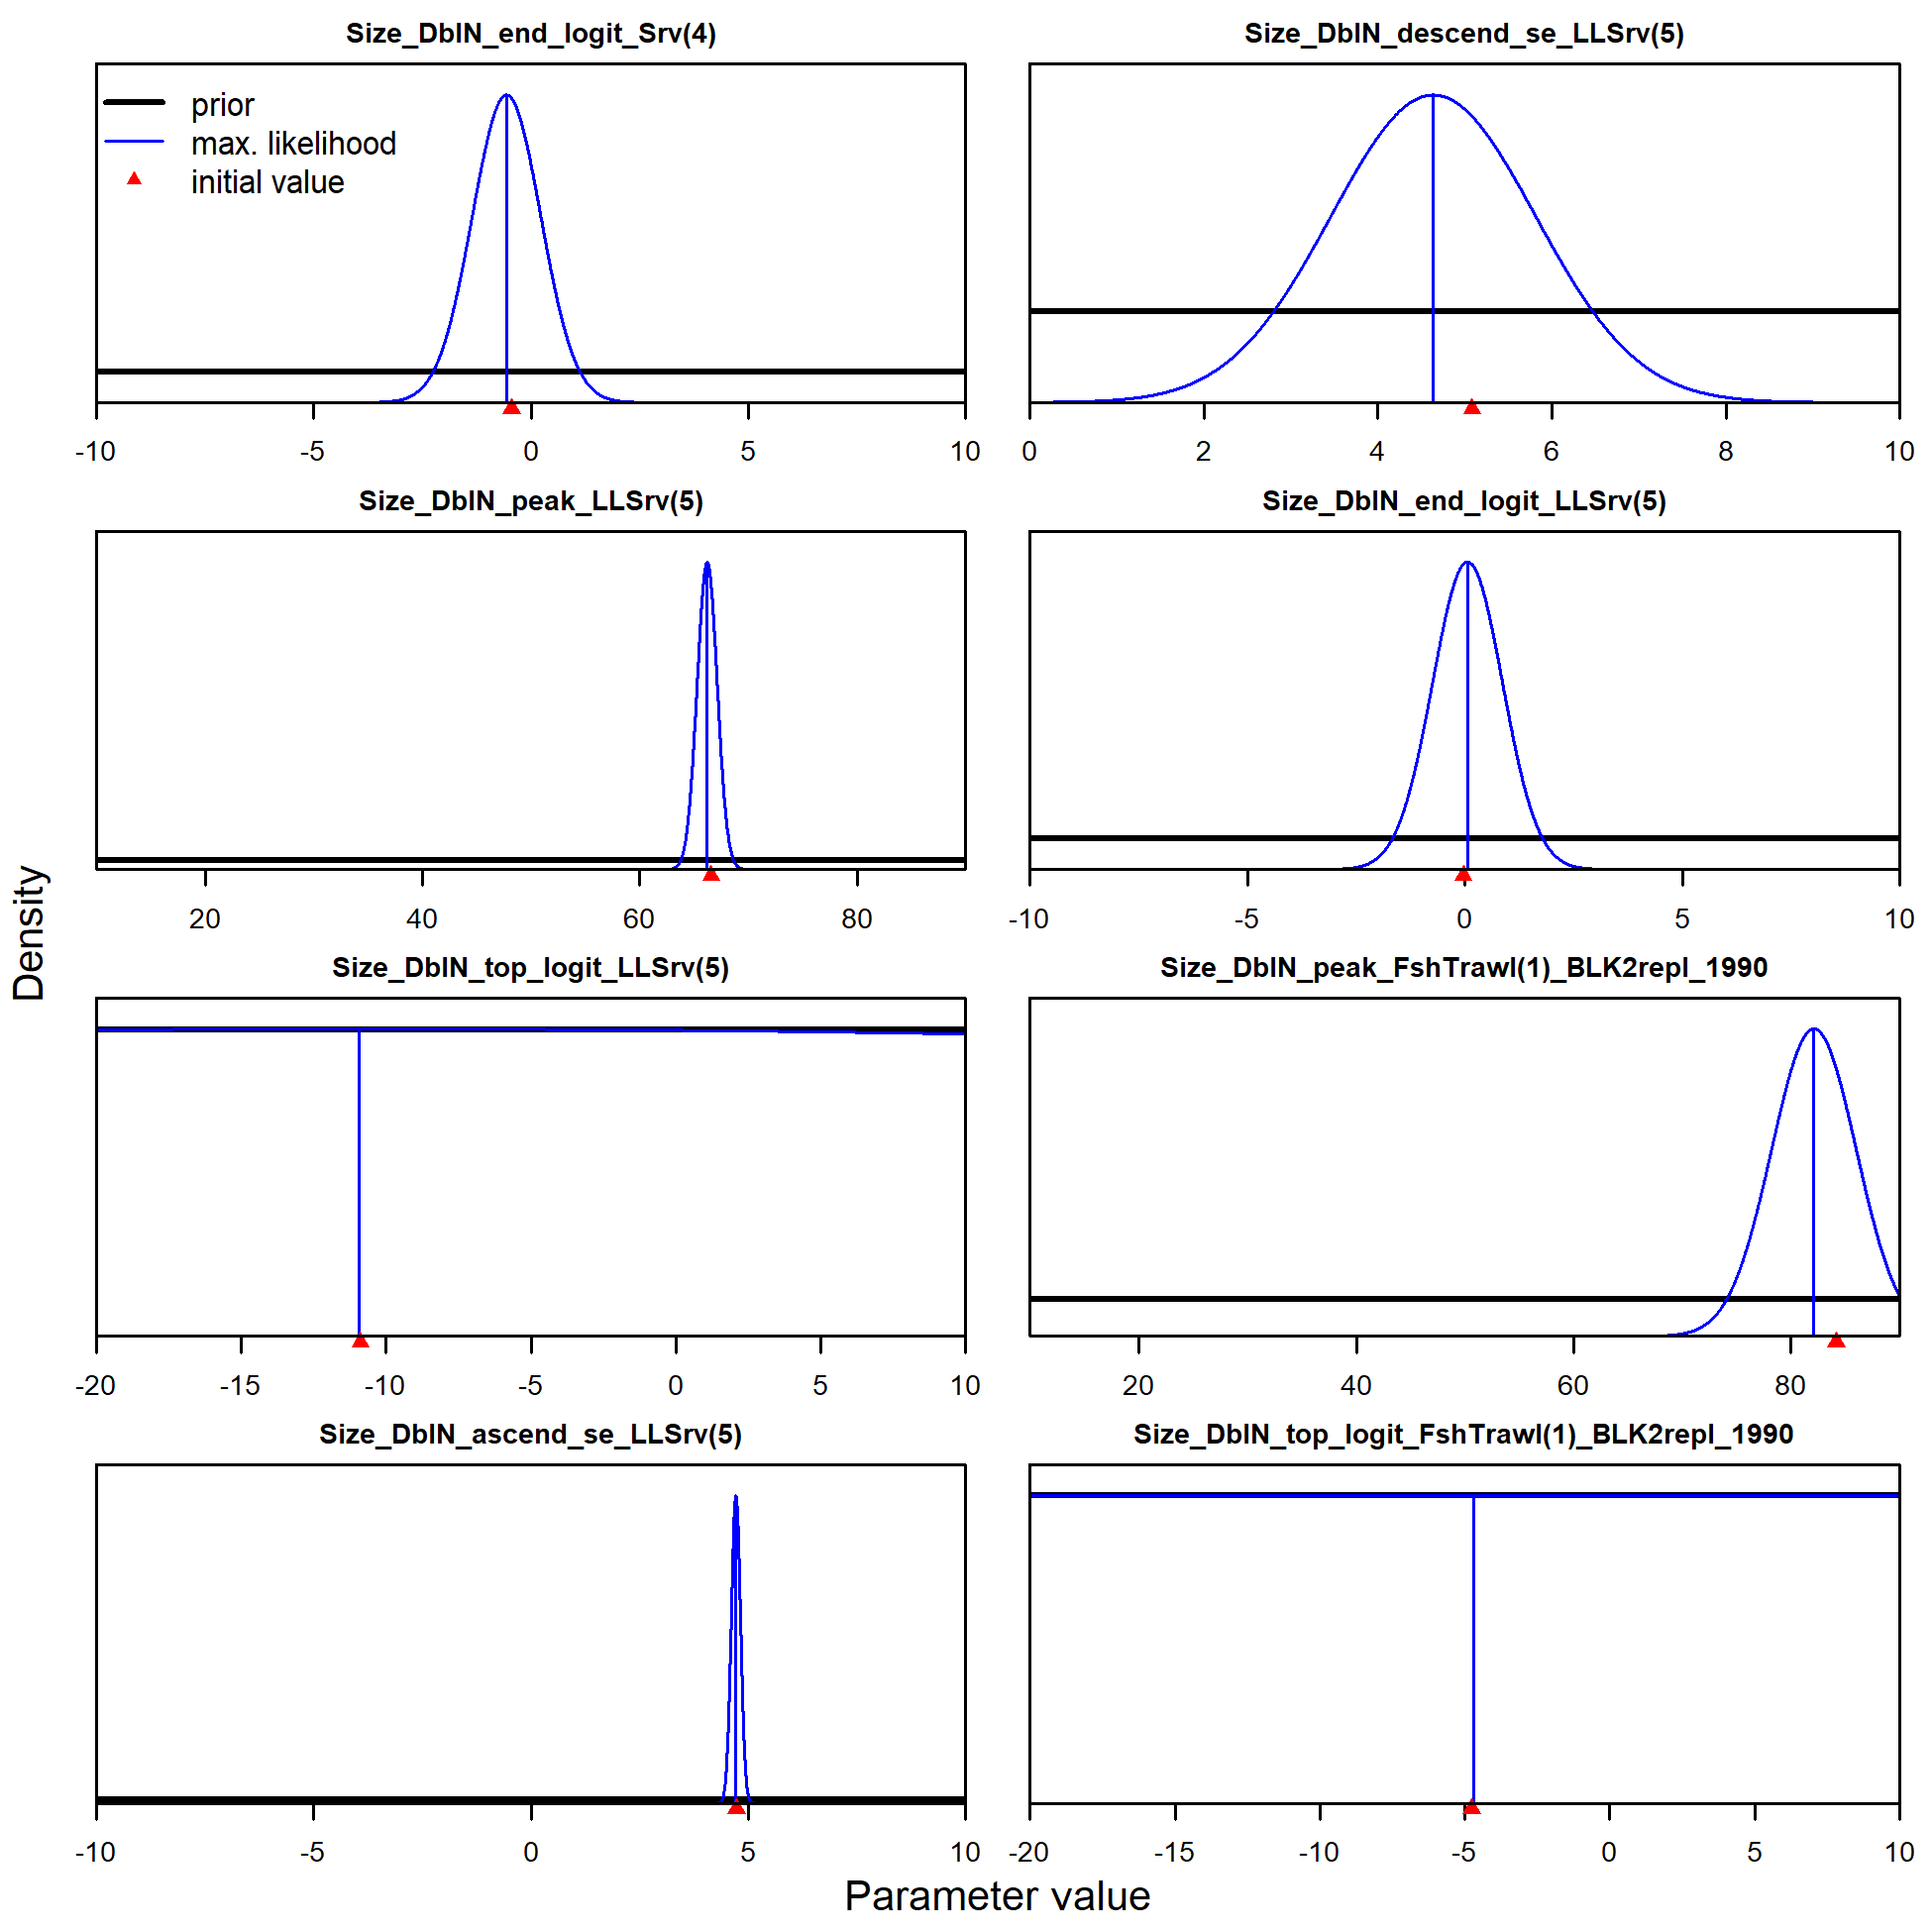 Size_DblN_end_logit_Srv(4)
prior
max. likelihood
initial value
-10 -5 0 5 10
Size_DblN_descend_se_LLSrv(5)
0 2 4 6 8 10
Size_DblN_peak_LLSrv(5)
20 40 60 80
Size_DblN_end_logit_LLSrv(5)
-10 -5 0 5 10
Density
Size_DblN_top_logit_LLSrv(5)
-20 -15 -10 -5 0 5 10
Size_DblN_peak_FshTrawl(1)_BLK2repl_1990
20 40 60 80
Size_DblN_ascend_se_LLSrv(5)
-10 -5 0 5 10
Size_DblN_top_logit_FshTrawl(1)_BLK2repl_1990
-20 -15 -10 -5 0 5 10
Parameter value